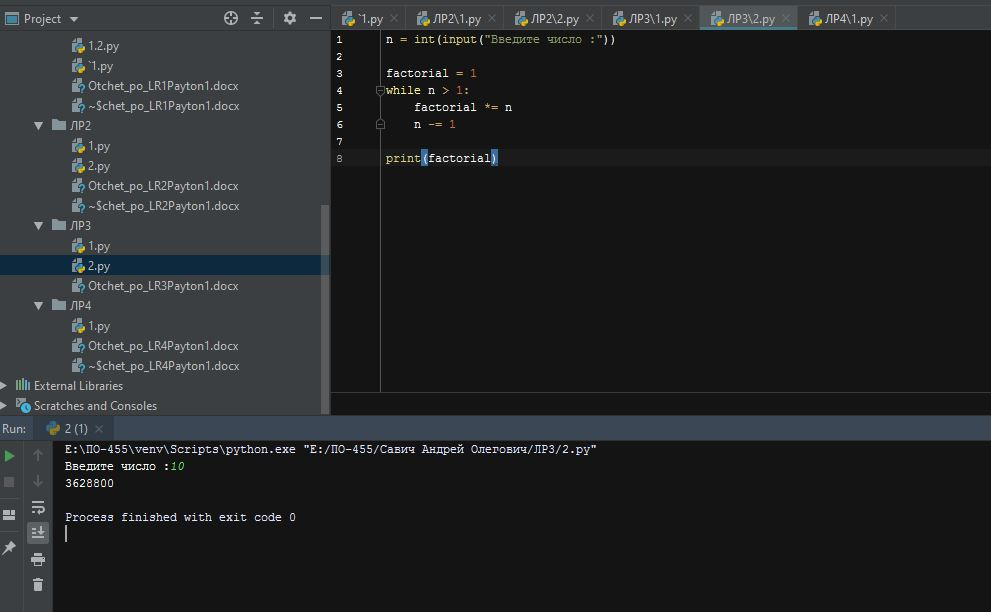 Project
`1.py
ЛР2\1.py
ЛР2\2.py
ЛР3\1.py
ЛР3\2.py
ЛР4\1.py
1.2.py
`1.py
Otchet_po_LR1Payton1.docx
~$chet_po_LR1Payton1.docx
ЛР2
1.py
2.py
Otchet_po_LR2Payton1.docx
~$chet_po_LR2Payton1.docx
ЛР3
1.py
2.py
Otchet_po_LR3Payton1.docx
ЛР4
1.py
Otchet_po_LR4Payton1.docx
~$chet_po_LR4Payton1.docx
External Libraries
Scratches and Consoles
1 n = int(input("Введите число :"))
2
3 factorial = 1
4 while n > 1:
5 factorial *= n
6 n -= 1
7
8 print(factorial)
Run: 2 (1)
E:\ПО-455\venv\Scripts\python.exe "E:/ПО-455/Савич Андрей Олегович/ЛР3/2.py"
Введите число :10
3628800
Process finished with exit code 0